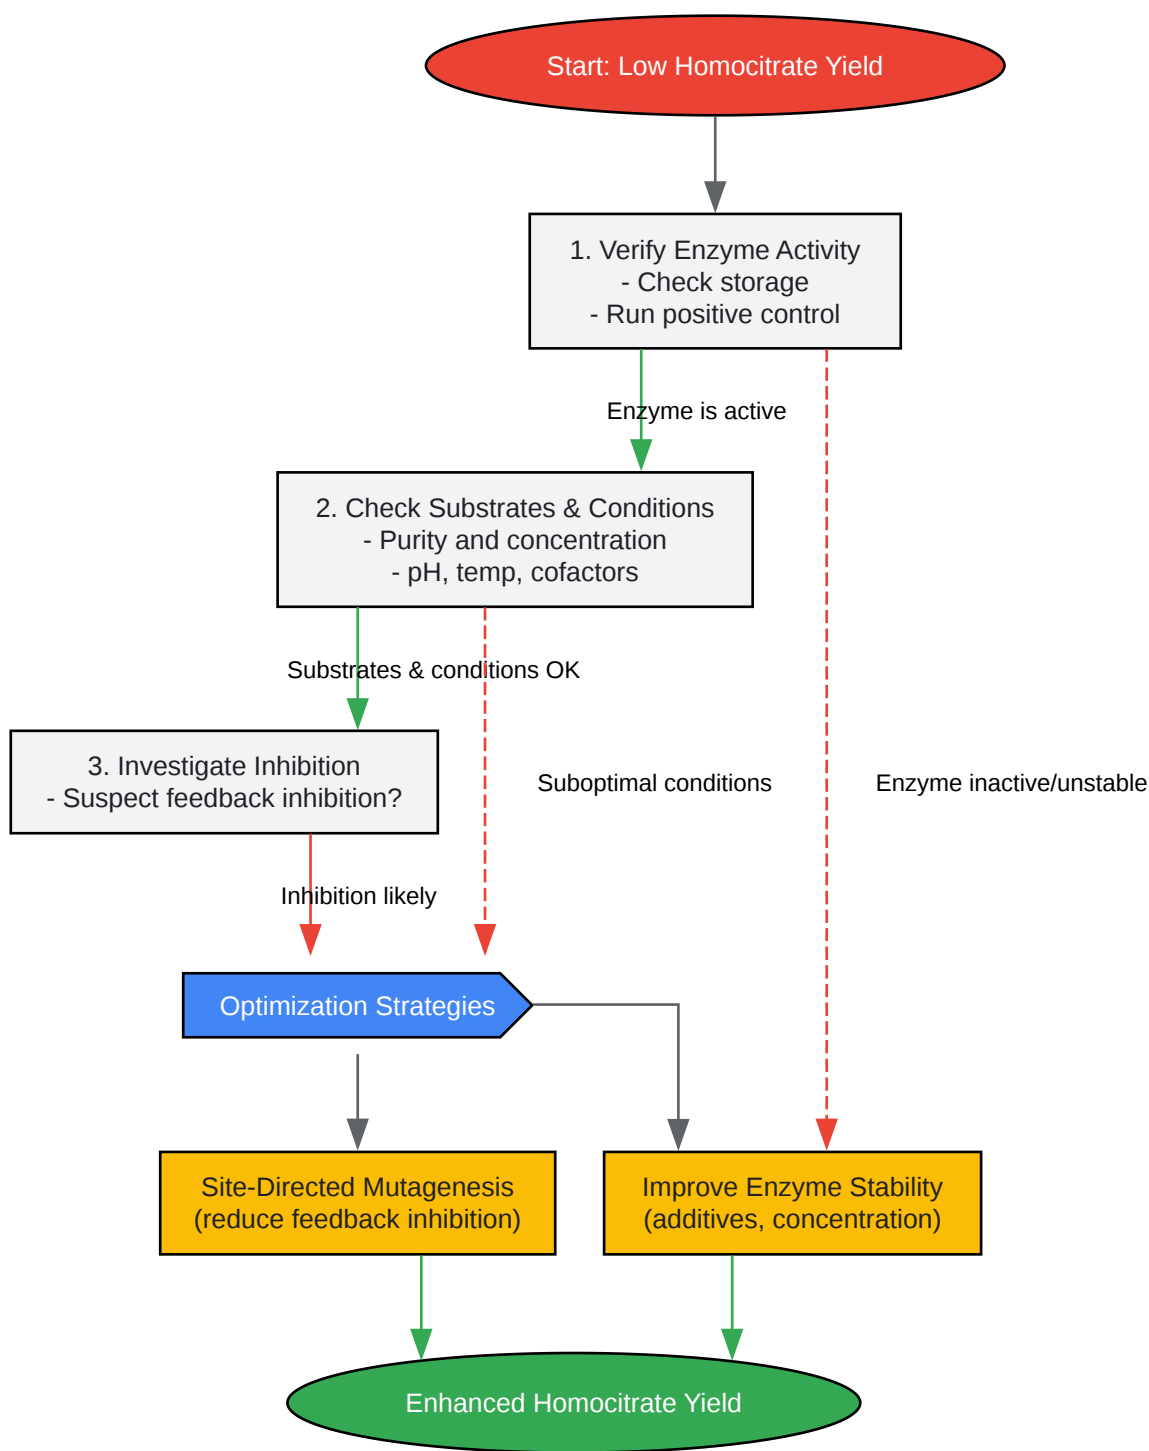 Start: Low Homocitrate Yield
1. Verify Enzyme Activity
- Check storage
- Run positive control
Enzyme is active
2. Check Substrates & Conditions
- Purity and concentration
- pH, temp, cofactors
Substrates & conditions OK
3. Investigate Inhibition
- Suspect feedback inhibition?
Suboptimal conditions
Enzyme inactive/unstable
Inhibition likely
Optimization Strategies
Site-Directed Mutagenesis
(reduce feedback inhibition)
Improve Enzyme Stability
(additives, concentration)
Enhanced Homocitrate Yield